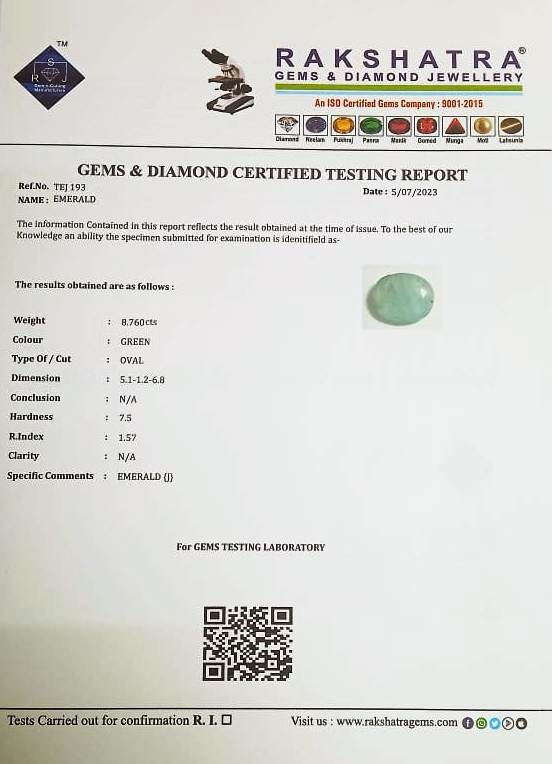 TM
S
R
Gems Cutting
Manufacturines
RAKSHATRA®
GEMS & DIAMOND JEWELLERY
An ISO Certified Gems Company : 9001-2015
Diamond Neelam Pukhraj Panna Manik Gomed Munga Moti Lahsunia
GEMS & DIAMOND CERTIFIED TESTING REPORT
Ref.No. TEJ 193
Date : 5/07/2023
NAME : EMERALD
The information Contained in this report reflects the result obtained at the time of issue. To the best of our
Knowledge an ability the specimen submitted for examination is idenitifield as-
The results obtained are as follows :
Weight : 8.760cts
Colour : GREEN
Type Of / Cut : OVAL
Dimension : 5.1-1.2-6.8
Conclusion : N/A
Hardness : 7.5
R.Index : 1.57
Clarity : N/A
Specific Comments : EMERALD (J)
For GEMS TESTING LABORATORY
Tests Carried out for confirmation R. I. ☐
Visit us : www.rakshatragems.com